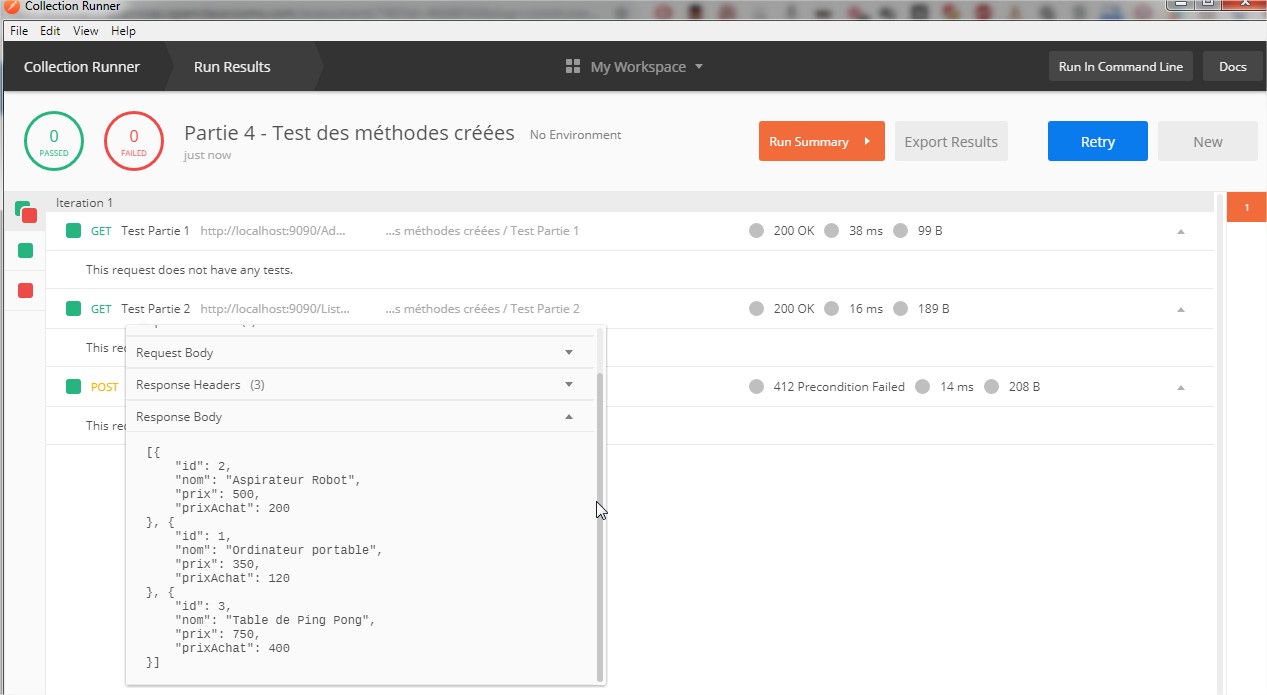 Collection Runner
File Edit View Help
Collection Runner Run Results My Workspace Run In Command Line Docs
0 PASSED 0 FAILED Partie 4 - Test des méthodes créées No Environment Run Summary Export Results Retry New
just now
Iteration 1 1
GET Test Partie 1 http://localhost:9090/Ad... ...s méthodes créées / Test Partie 1 200 OK 38 ms 99 B
This request does not have any tests.
GET Test Partie 2 http://localhost:9090/List... ...s méthodes créées / Test Partie 2 200 OK 16 ms 189 B
This
Request Body
POST 412 Precondition Failed 14 ms 208 B
Response Headers (3)
This
Response Body
[{
"id": 2,
"nom": "Aspirateur Robot",
"prix": 500,
"prixAchat": 200
}, {
"id": 1,
"nom": "Ordinateur portable",
"prix": 350,
"prixAchat": 120
}, {
"id": 3,
"nom": "Table de Ping Pong",
"prix": 750,
"prixAchat": 400
}]